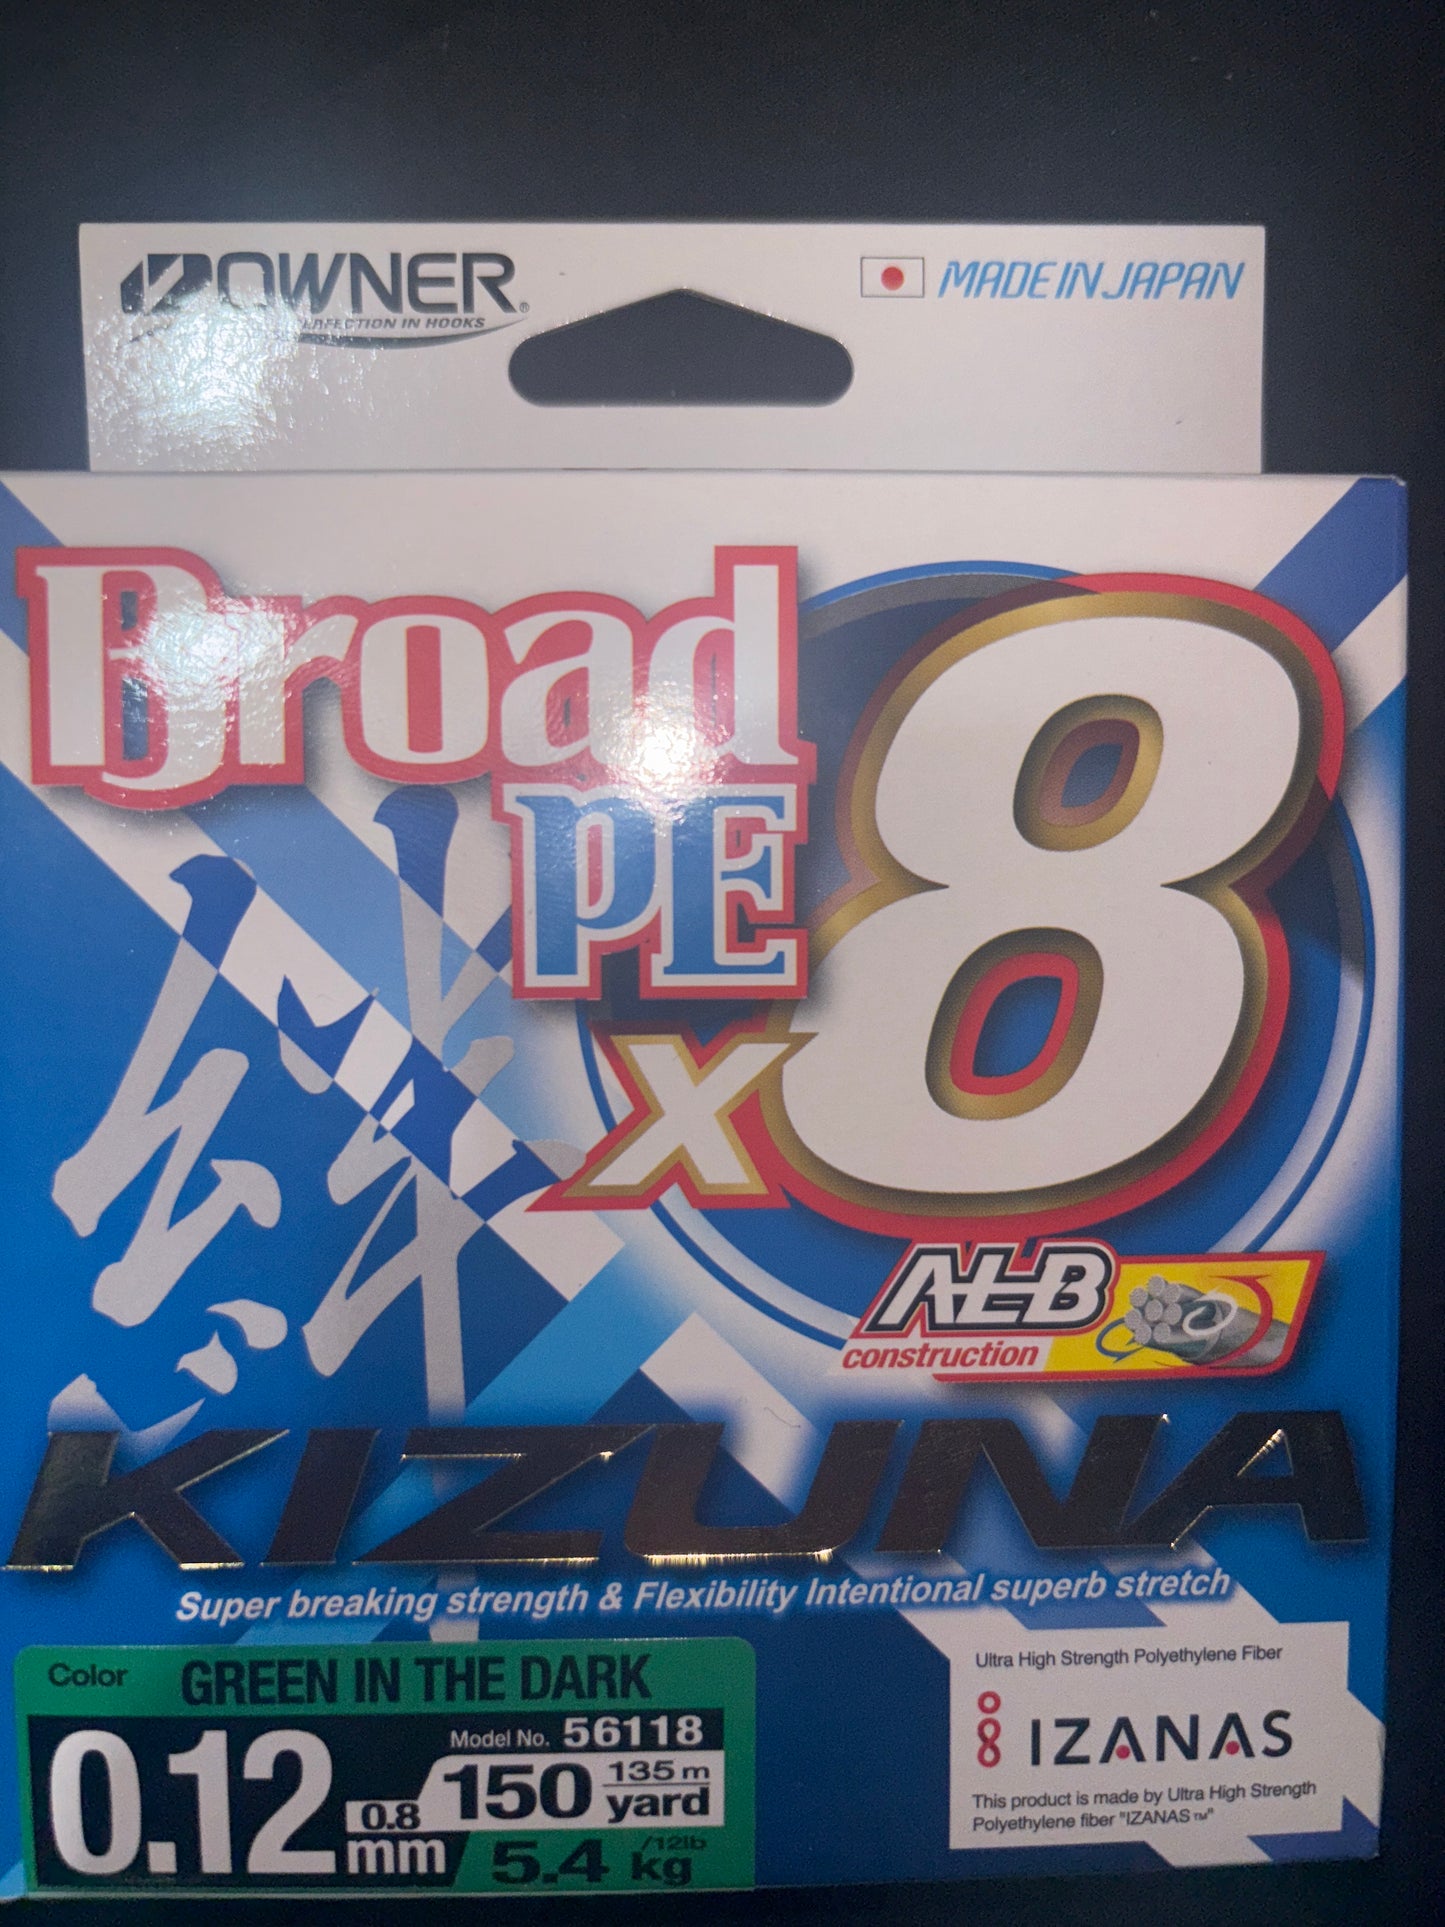 OWNER®
IN HOOKS
MADE IN JAPAN
Broad
PE
x8
絆
ALL-B
construction
KIZUNA
Super breaking strength & Flexibility Intentional superb stretch
Color GREEN IN THE DARK
Model No. 56118
0.12 mm
0.8
150 yard
135 m
5.4 kg
/12lb
Ultra High Strength Polyethylene Fiber
IZANAS
This product is made by Ultra High Strength
Polyethylene fiber "IZANAS™"